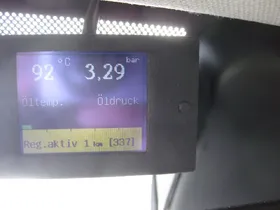 92 °C 3,29 bar
Öltemp. Öldruck
Reg.aktiv 1 km [337]